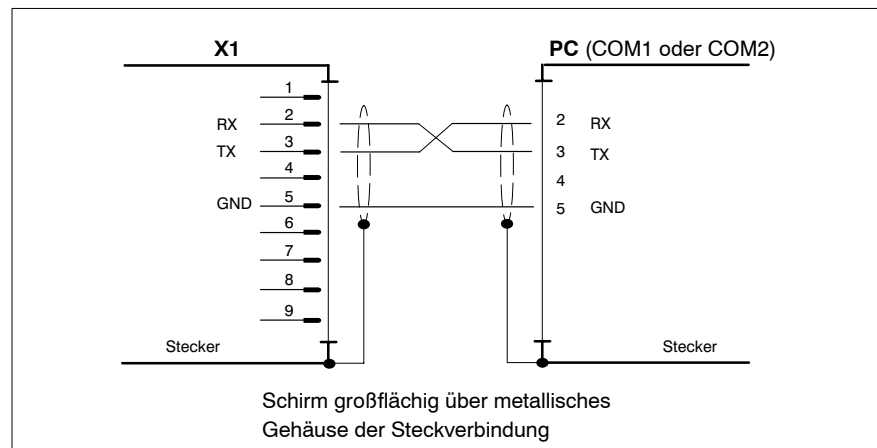 X1
PC (COM1 oder COM2)
1
RX 2
TX 3
4
GND 5
6
7
8
9
Stecker
2 RX
3 TX
4
5 GND
Stecker
Schirm großflächig über metallisches
Gehäuse der Steckverbindung